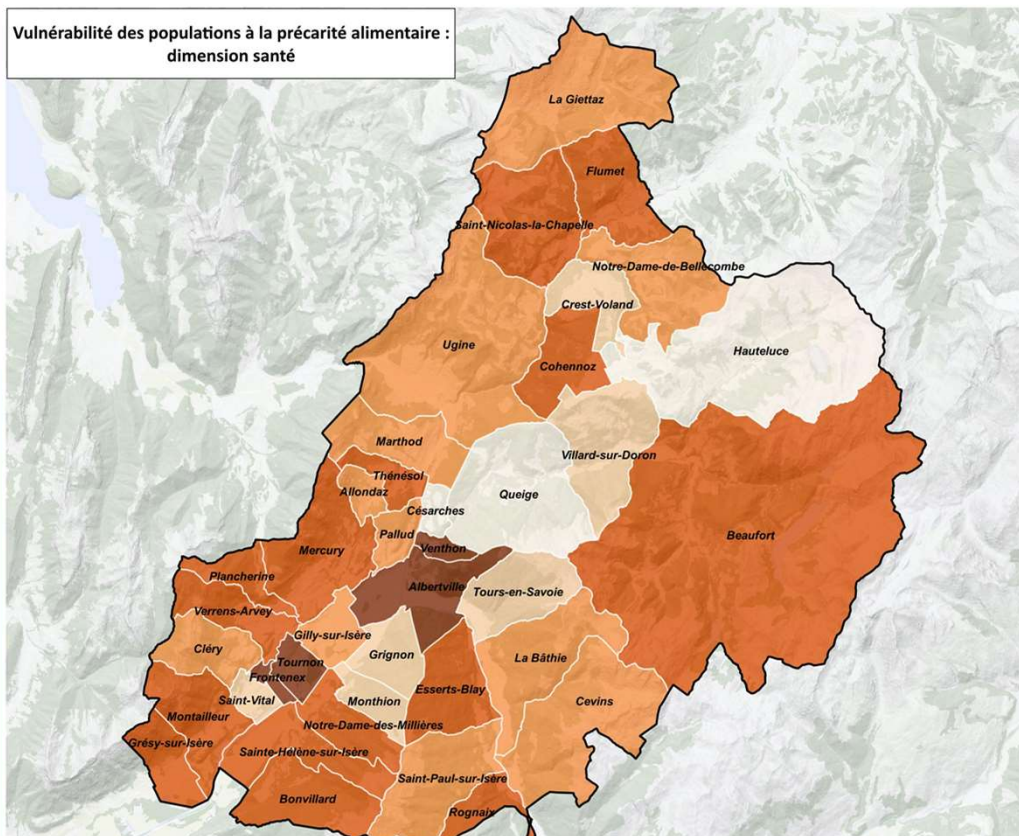 Vulnérabilité des populations à la précarité alimentaire :
dimension santé
La Giettaz
Flumet
Saint-Nicolas-la-Chapelle
Notre-Dame-de-Bellecombe
Crest-Voland
Ugine
Hauteluce
Cohennoz
Marthod
Villard-sur-Doron
Thénésol
Allondaz
Queige
Césarches
Pallud
Beaufort
Mercury
Venthon
Plancherine
Albertville
Tours-en-Savoie
Verrens-Arvey
Gilly-sur-Isère
Cléry
Grignon
Tournon
La Bâthie
Frontenex
Esserts-Blay
Saint-Vital
Monthion
Cevins
Montailleur
Notre-Dame-des-Millières
Grésy-sur-Isère
Sainte-Hélène-sur-Isère
Saint-Paul-sur-Isère
Bonvillard
Rognaix